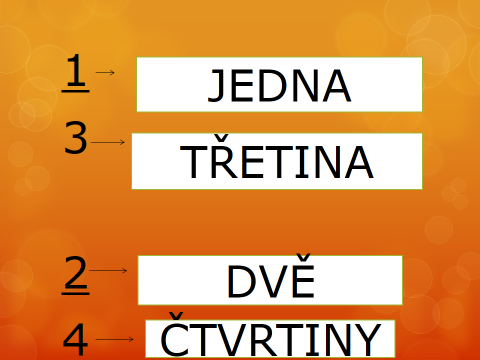 1 JEDNA
3 TŘETINA
2 DVĚ
4 ČTVRTINY